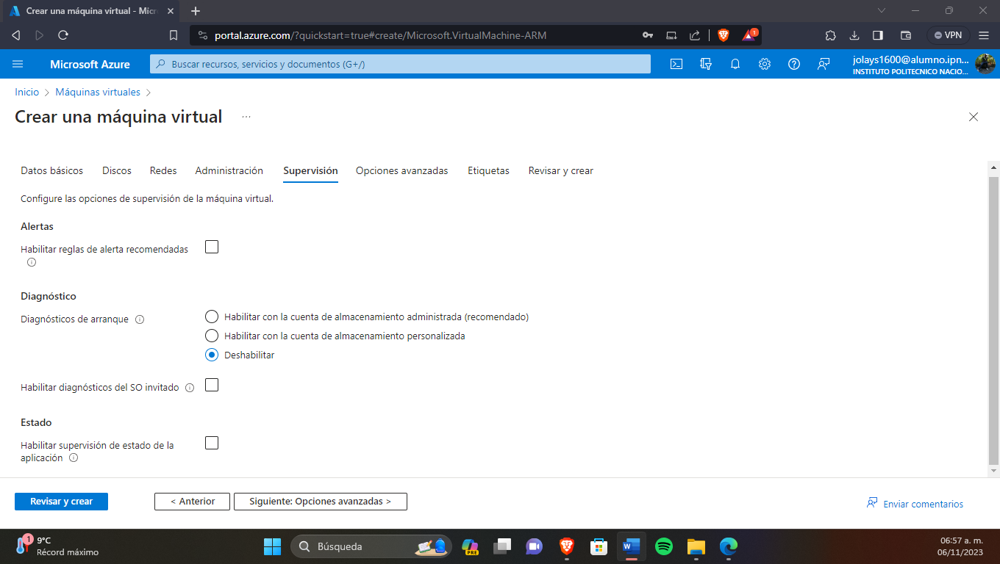 Crear una máquina virtual - Micr
portal.azure.com/?quickstart=true#create/Microsoft.VirtualMachine-ARM
1
VPN
Microsoft Azure
Buscar recursos, servicios y documentos (G+/)
jolays1600@alumno.ipn...
INSTITUTO POLITECNICO NACIO...
Inicio > Máquinas virtuales >
Crear una máquina virtual ...
Datos básicos Discos Redes Administración Supervisión Opciones avanzadas Etiquetas Revisar y crear
Configure las opciones de supervisión de la máquina virtual.
Alertas
Habilitar reglas de alerta recomendadas
Diagnóstico
Diagnósticos de arranque
Habilitar con la cuenta de almacenamiento administrada (recomendado)
Habilitar con la cuenta de almacenamiento personalizada
Deshabilitar
Habilitar diagnósticos del SO invitado
Estado
Habilitar supervisión de estado de la
aplicación
Revisar y crear
< Anterior
Siguiente: Opciones avanzadas >
Enviar comentarios
1
9°C
Récord máximo
Búsqueda
PRE
06:57 a. m.
06/11/2023